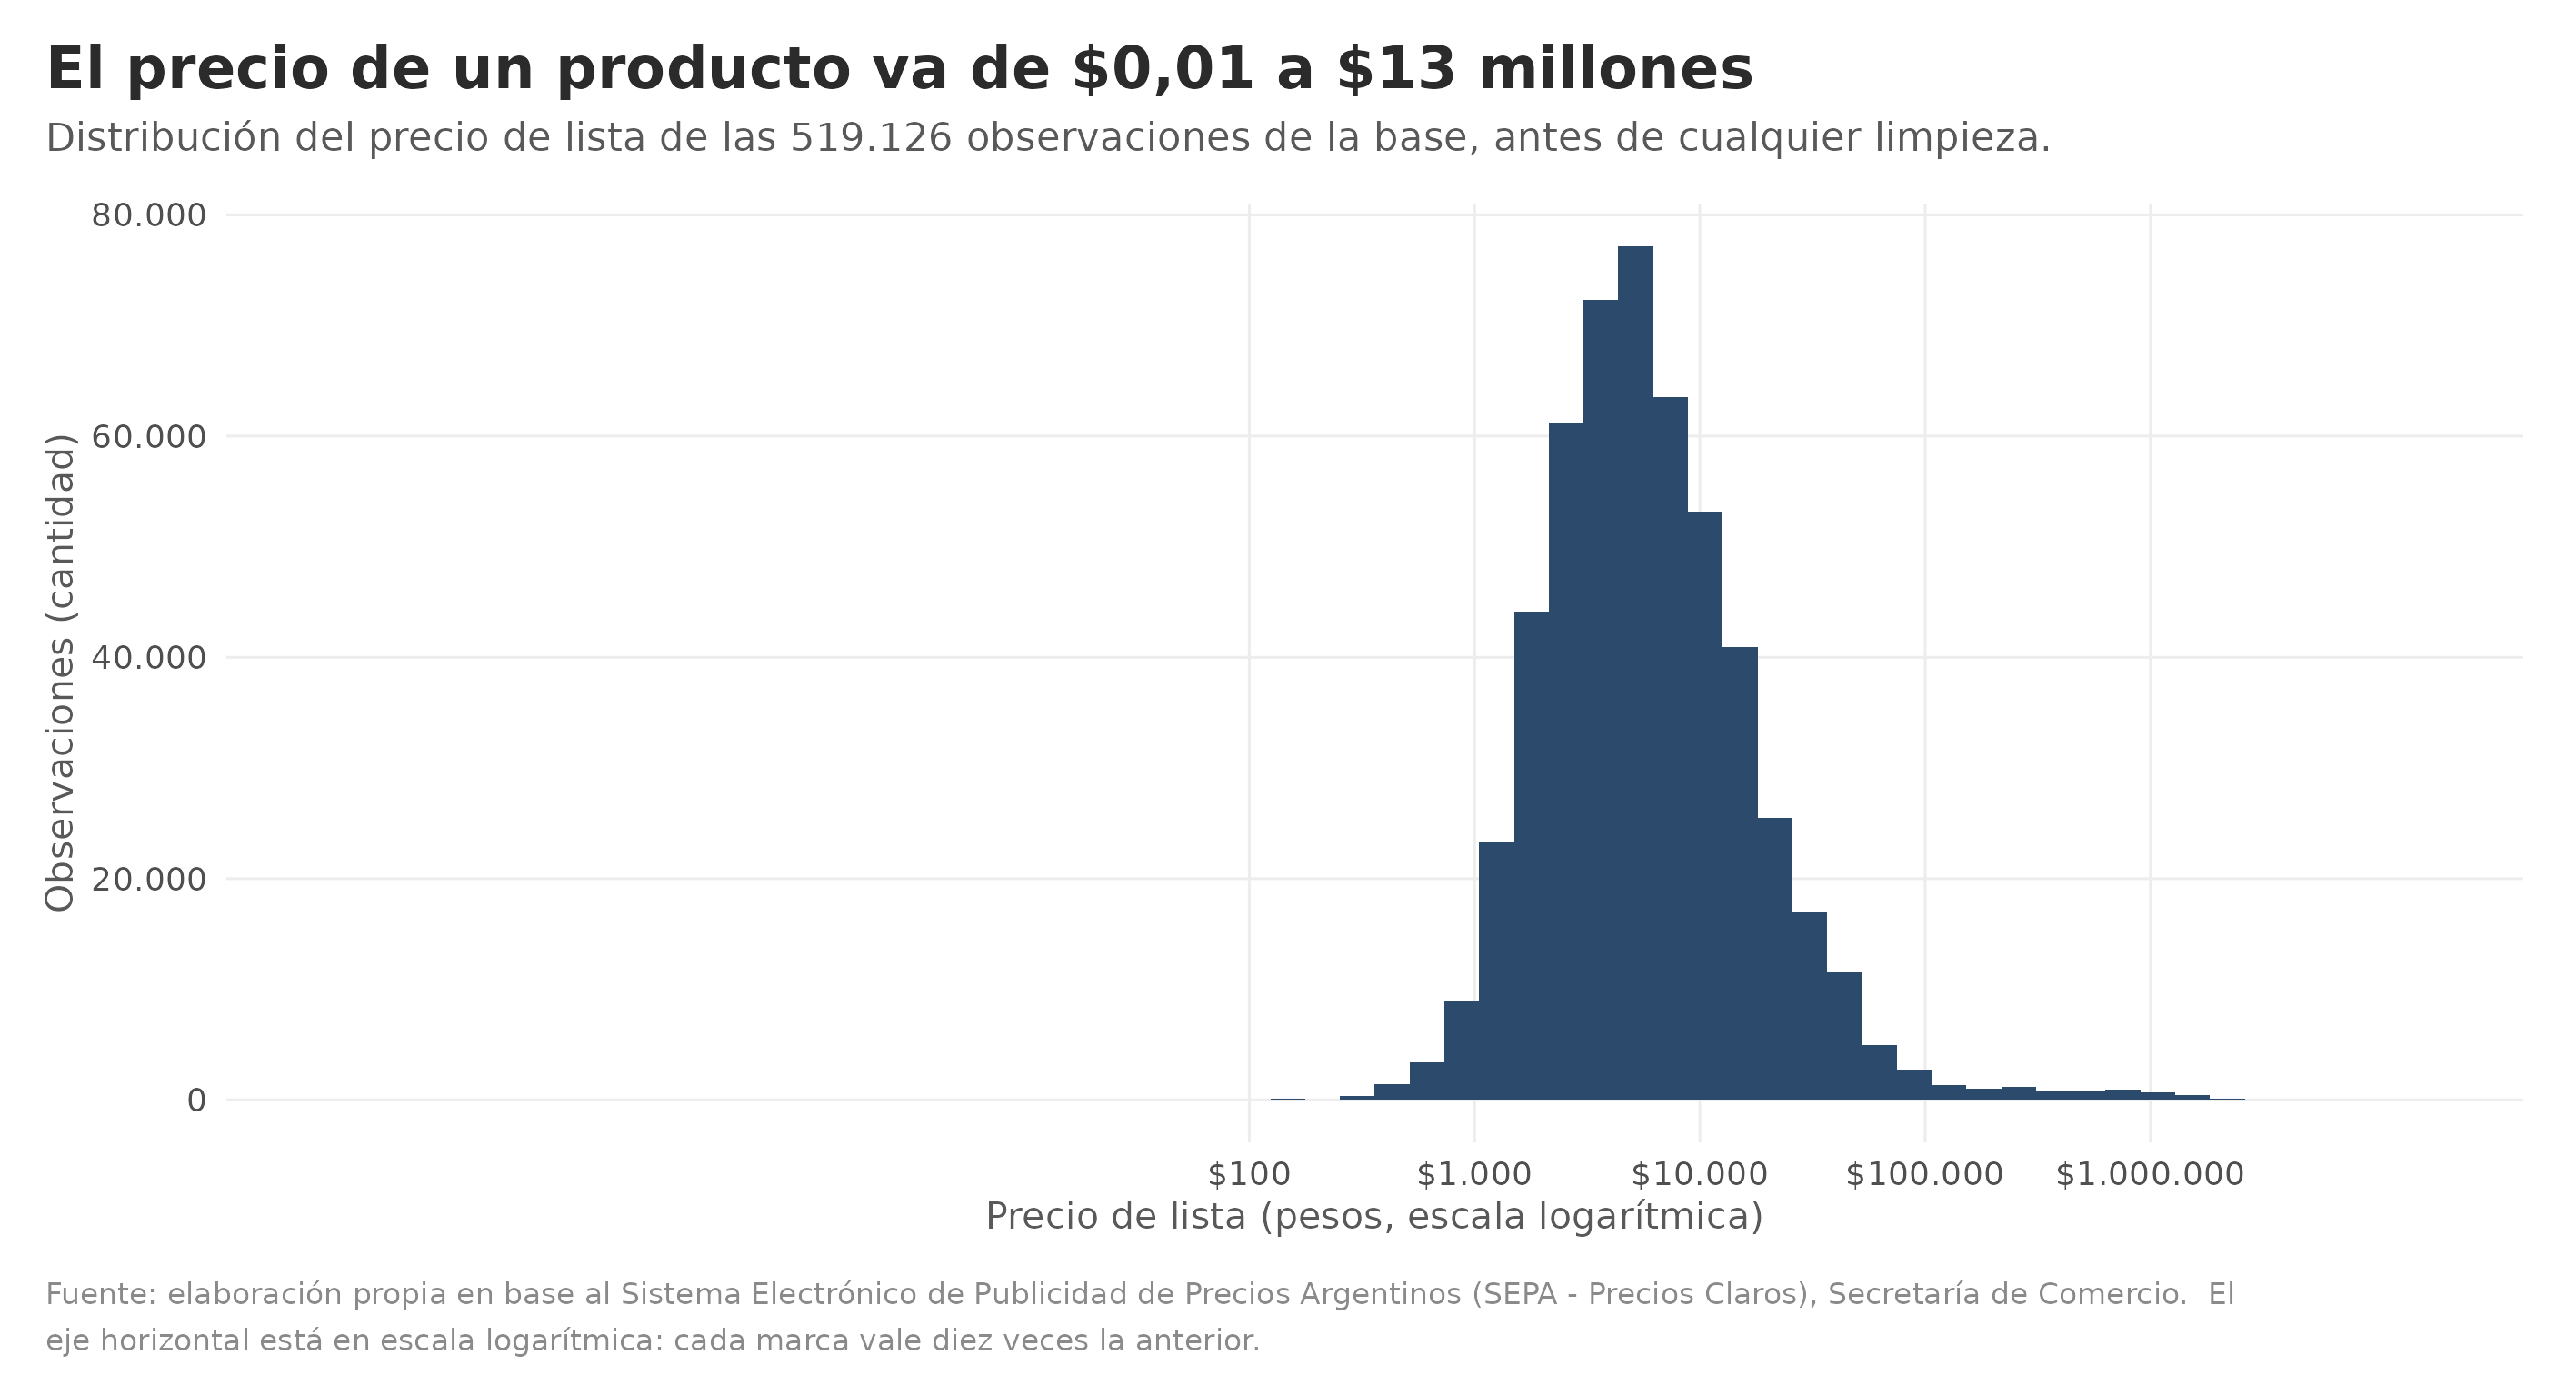 El precio de un producto va de $0,01 a $13 millones
Distribución del precio de lista de las 519.126 observaciones de la base, antes de cualquier limpieza.
80.000
60.000
40.000
20.000
0
Observaciones (cantidad)
$100
$1.000
$10.000
$100.000
$1.000.000
Precio de lista (pesos, escala logarítmica)
Fuente: elaboración propia en base al Sistema Electrónico de Publicidad de Precios Argentinos (SEPA - Precios Claros), Secretaría de Comercio.  El
eje horizontal está en escala logarítmica: cada marca vale diez veces la anterior.